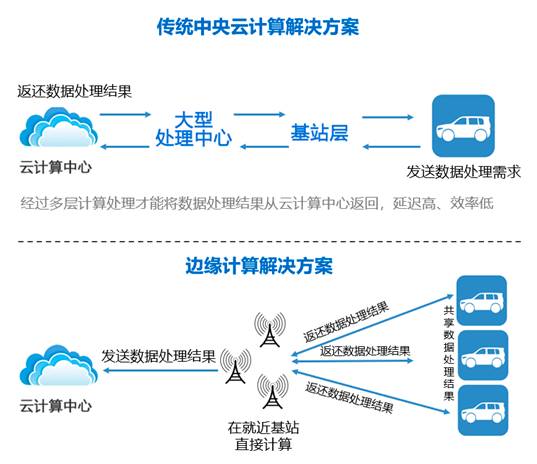 传统中央云计算解决方案
返还数据处理结果
大型
处理中心
基站层
云计算中心
发送数据处理需求
经过多层计算处理才能将数据处理结果从云计算中心返回，延迟高、效率低
边缘计算解决方案
返还数据处理结果
发送数据处理结果
返还数据处理结果
返还数据处理结果
共享数据处理结果
云计算中心
在就近基站
直接计算